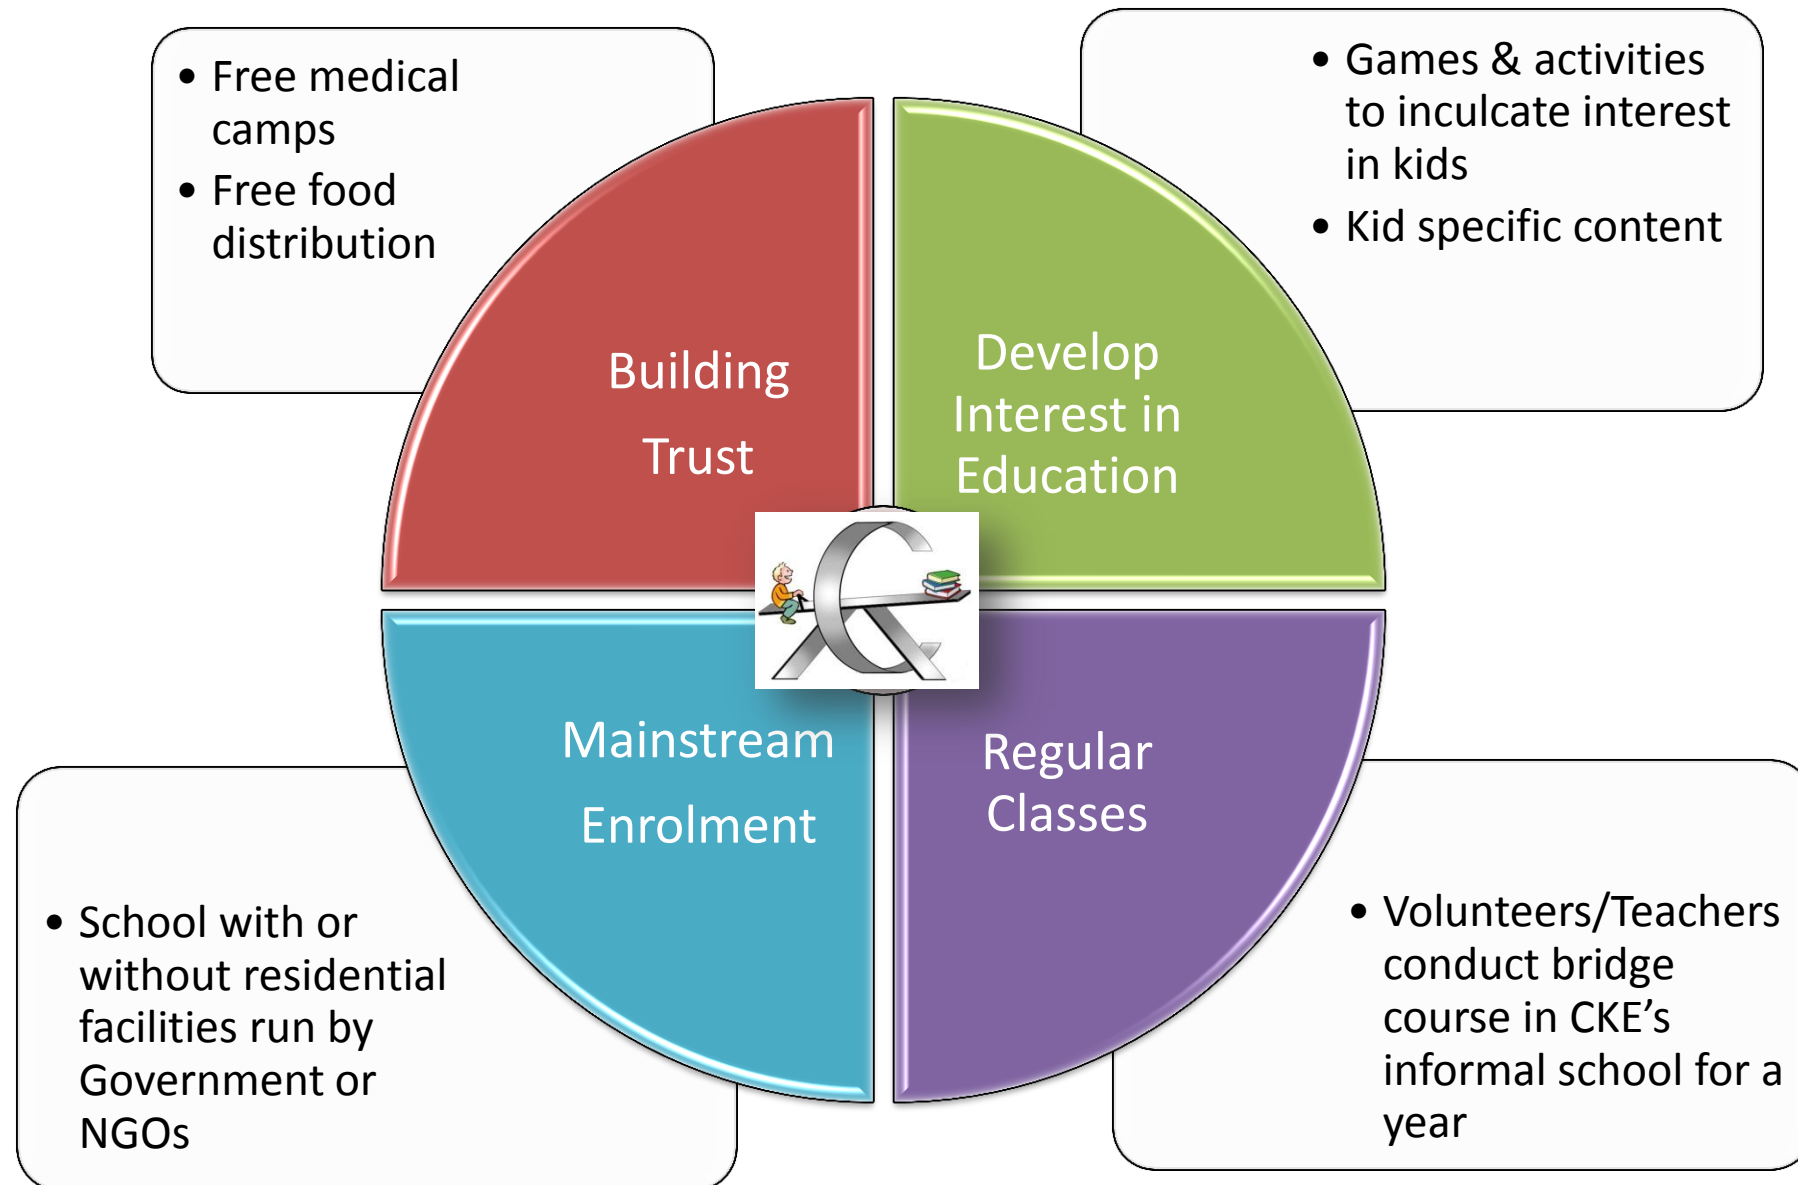 • Free medical
camps
• Free food
distribution
• Games & activities
to inculcate interest
in kids
• Kid specific content
Building
Trust
Develop
Interest in
Education
Mainstream
Enrolment
Regular
Classes
• School with or
without residential
facilities run by
Government or
NGOs
• Volunteers/Teachers
conduct bridge
course in CKE’s
informal school for a
year